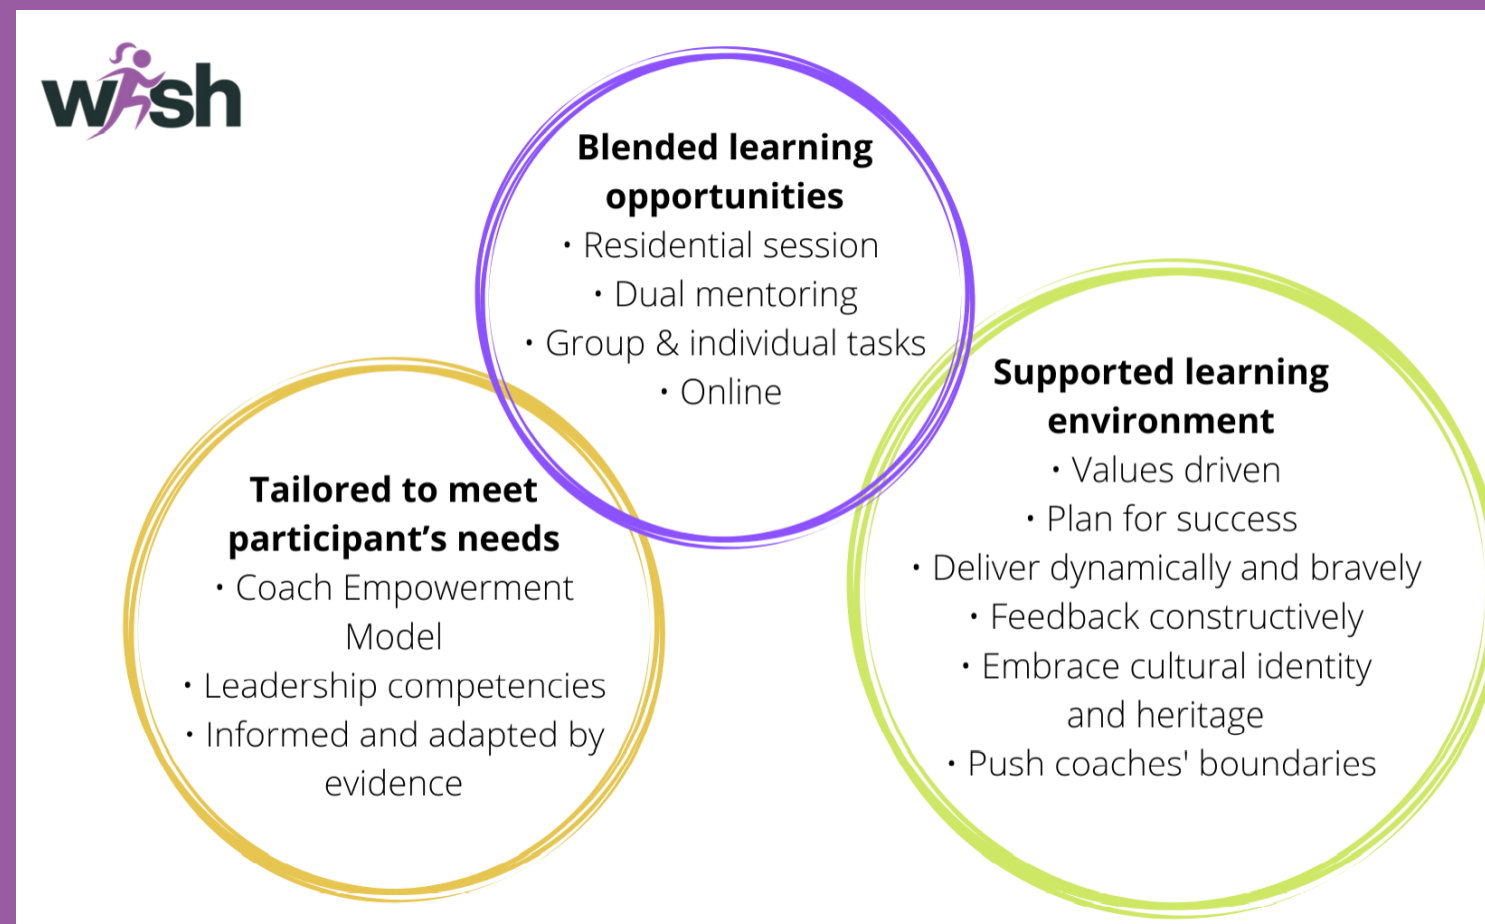 wish
Blended learning
opportunities
• Residential session
• Dual mentoring
• Group & individual tasks
• Online
Tailored to meet
participant’s needs
• Coach Empowerment
Model
• Leadership competencies
• Informed and adapted by
evidence
Supported learning
environment
• Values driven
• Plan for success
• Deliver dynamically and bravely
• Feedback constructively
• Embrace cultural identity
and heritage
• Push coaches' boundaries